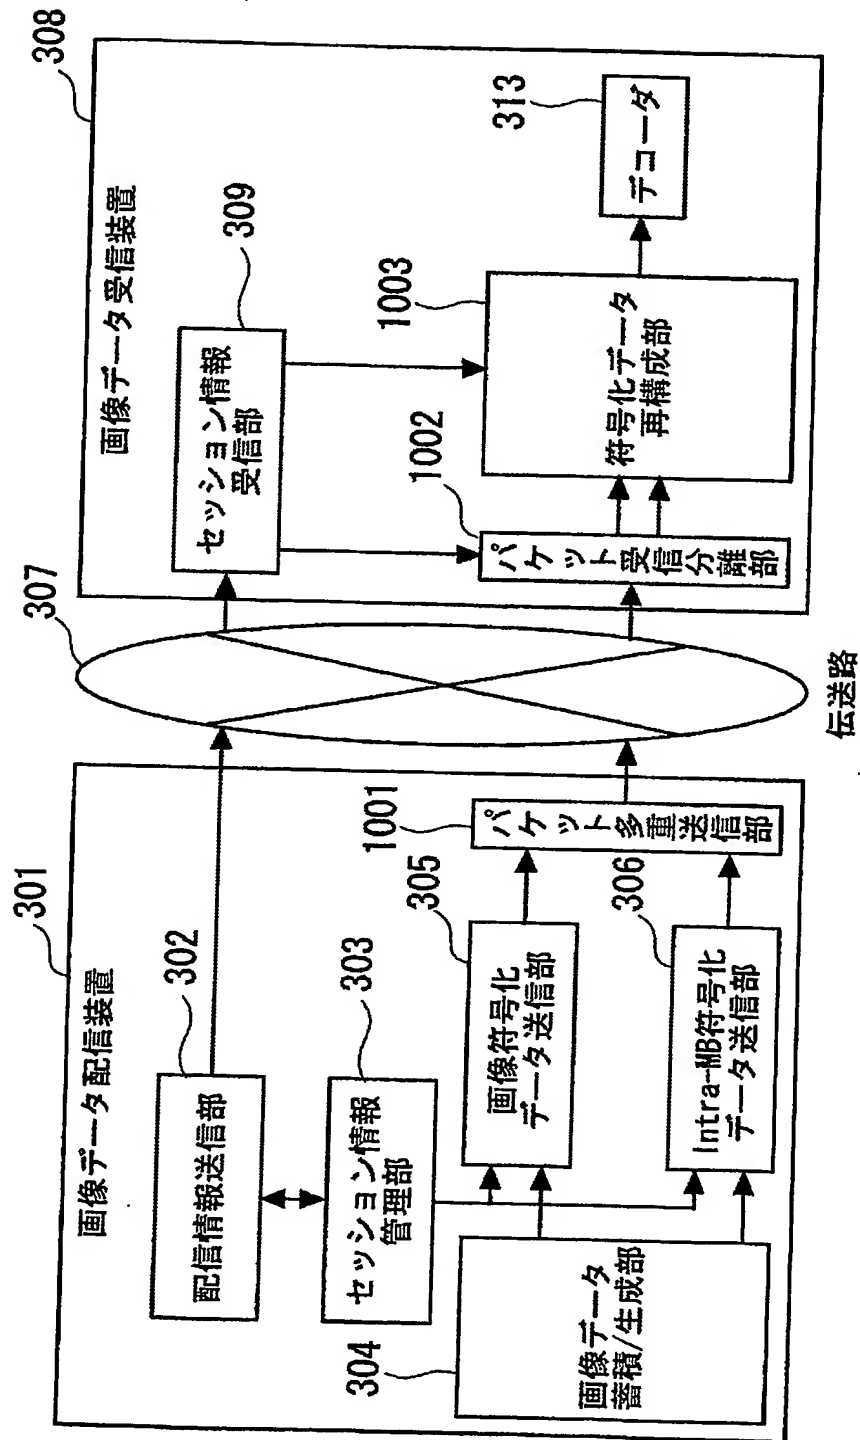 301
画像データ配信装置
302
配信情報送信部
303
セッション情報
管理部
304
画像データ
蓄積/生成部
305
画像符号化
データ送信部
306
Intra-MB符号化
データ送信部
1001
パケット多重送信部
307
伝送路
308
画像データ受信装置
309
セッション情報
受信部
1002
パケット受信分離部
1003
符号化データ
再構成部
313
デコーダ